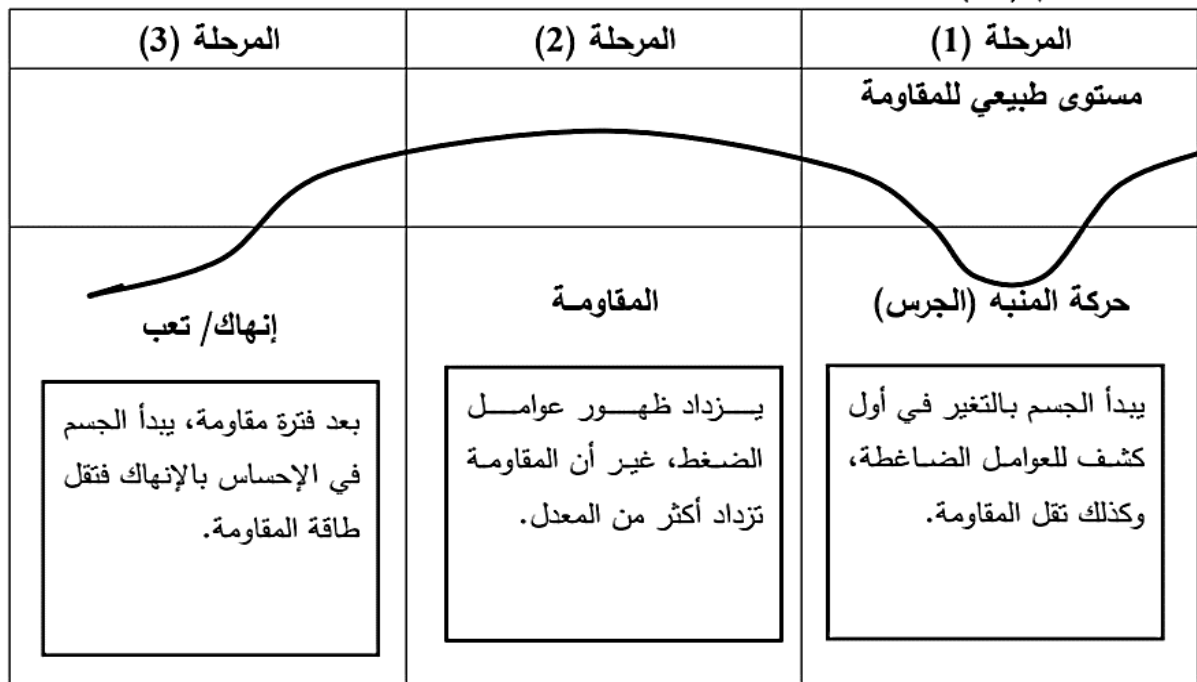 المرحلة (1)
المرحلة (2)
المرحلة (3)
مستوى طبيعي للمقاومة
حركة المنبه (الجرس)
المقاومـة
إنهاك/ تعب
يبدأ الجسم بالتغير في أول
كشف للعوامل الضاغطة،
وكذلك تقل المقاومة.
يزداد ظهور عوامل
الضغط، غير أن المقاومة
تزداد أكثر من المعدل.
بعد فترة مقاومة، يبدأ الجسم
في الإحساس بالإنهاك فتقل
طاقة المقاومة.